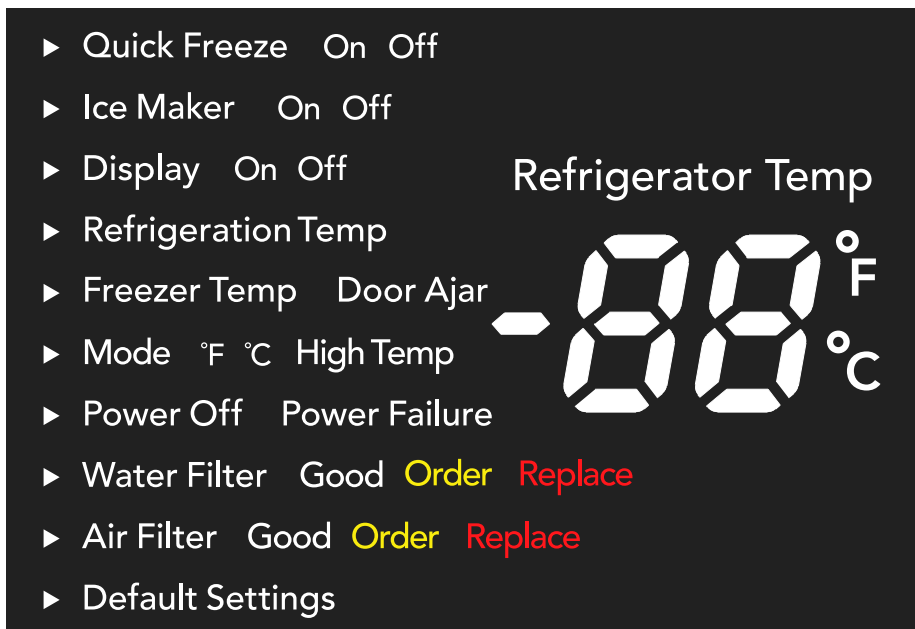 ▶ Quick Freeze On Off
▶ Ice Maker On Off
▶ Display On Off
Refrigerator Temp
▶ Refrigeration Temp
▶ Freezer Temp Door Ajar
-88 °F °C
▶ Mode °F °C High Temp
▶ Power Off Power Failure
▶ Water Filter Good Order Replace
▶ Air Filter Good Order Replace
▶ Default Settings